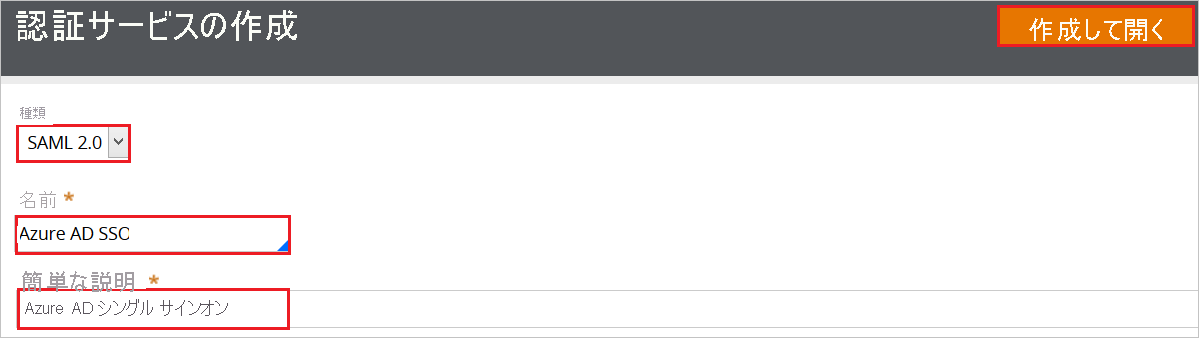 認証サービスの作成
作成して開く
種類
SAML 2.0
名前 *
Azure AD SSO
簡単な説明 *
Azure AD シングル サインオン